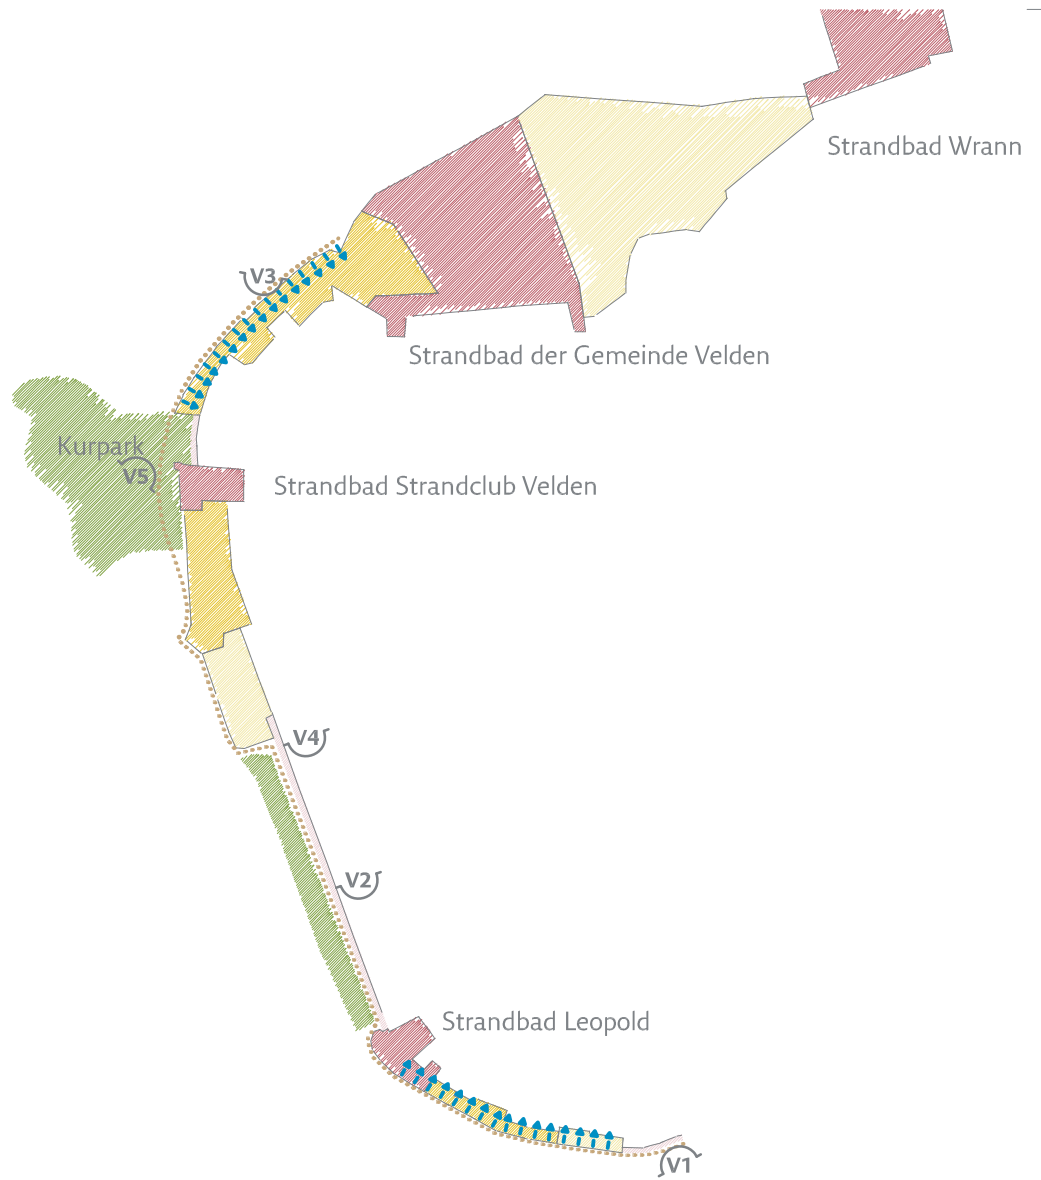 Strandbad Wrann
V3
Strandbad der Gemeinde Velden
Kurpark
V5
Strandbad Strandclub Velden
V4
V2
Strandbad Leopold
V1